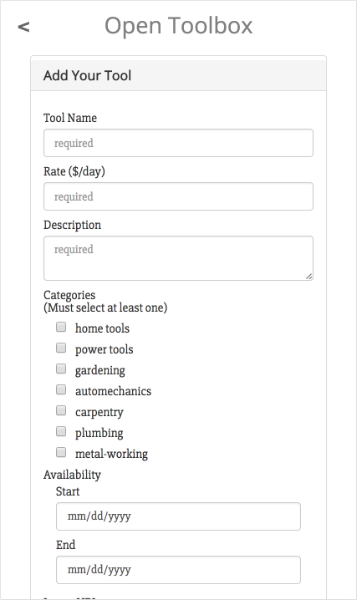 <
Open Toolbox
Add Your Tool
Tool Name
required
Rate ($/day)
required
Description
required
Categories
(Must select at least one)
home tools
power tools
gardening
automechanics
carpentry
plumbing
metal-working
Availability
Start
mm/dd/yyyy
End
mm/dd/yyyy